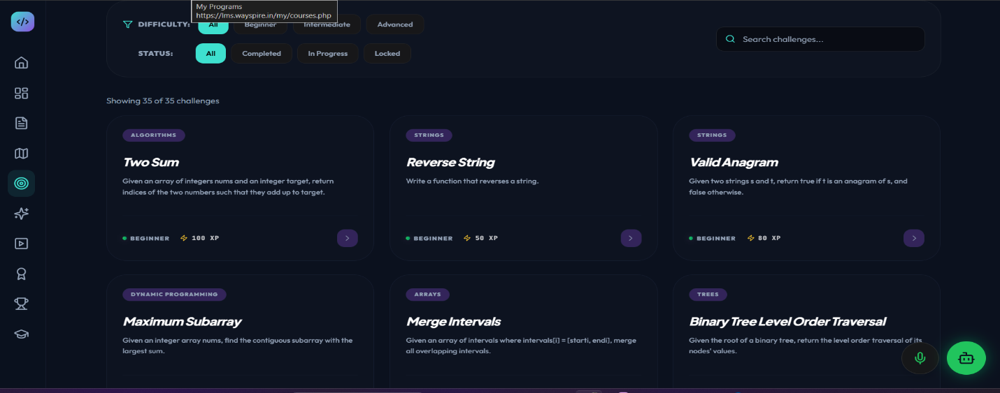 My Programs
https://lms.wayspire.in/my/courses.php
DIFFICULTY:
All
Beginner
Intermediate
Advanced
Search challenges...
STATUS:
All
Completed
In Progress
Locked
Showing 35 of 35 challenges
ALGORITHMS
Two Sum
Given an array of integers nums and an integer target, return
indices of the two numbers such that they add up to target.
BEGINNER
100 XP
STRINGS
Reverse String
Write a function that reverses a string.
BEGINNER
50 XP
STRINGS
Valid Anagram
Given two strings s and t, return true if t is an anagram of s, and
false otherwise.
BEGINNER
80 XP
DYNAMIC PROGRAMMING
Maximum Subarray
Given an integer array nums, find the contiguous subarray with the
largest sum.
ARRAYS
Merge Intervals
Given an array of intervals where intervals[i] = [starti, endi], merge
all overlapping intervals.
TREES
Binary Tree Level Order Traversal
Given the root of a binary tree, return the level order traversal of its
nodes' values.